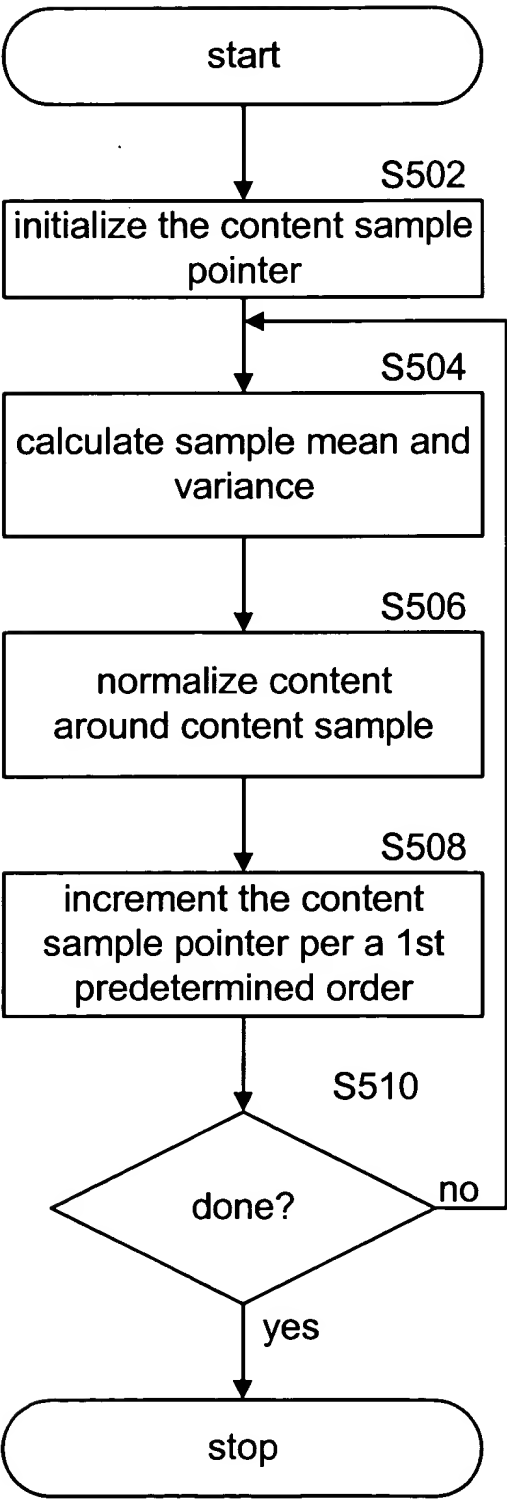 start
S502
initialize the content sample
pointer
S504
calculate sample mean and
variance
S506
normalize content
around content sample
S508
increment the content
sample pointer per a 1st
predetermined order
S510
done?
no
yes
stop